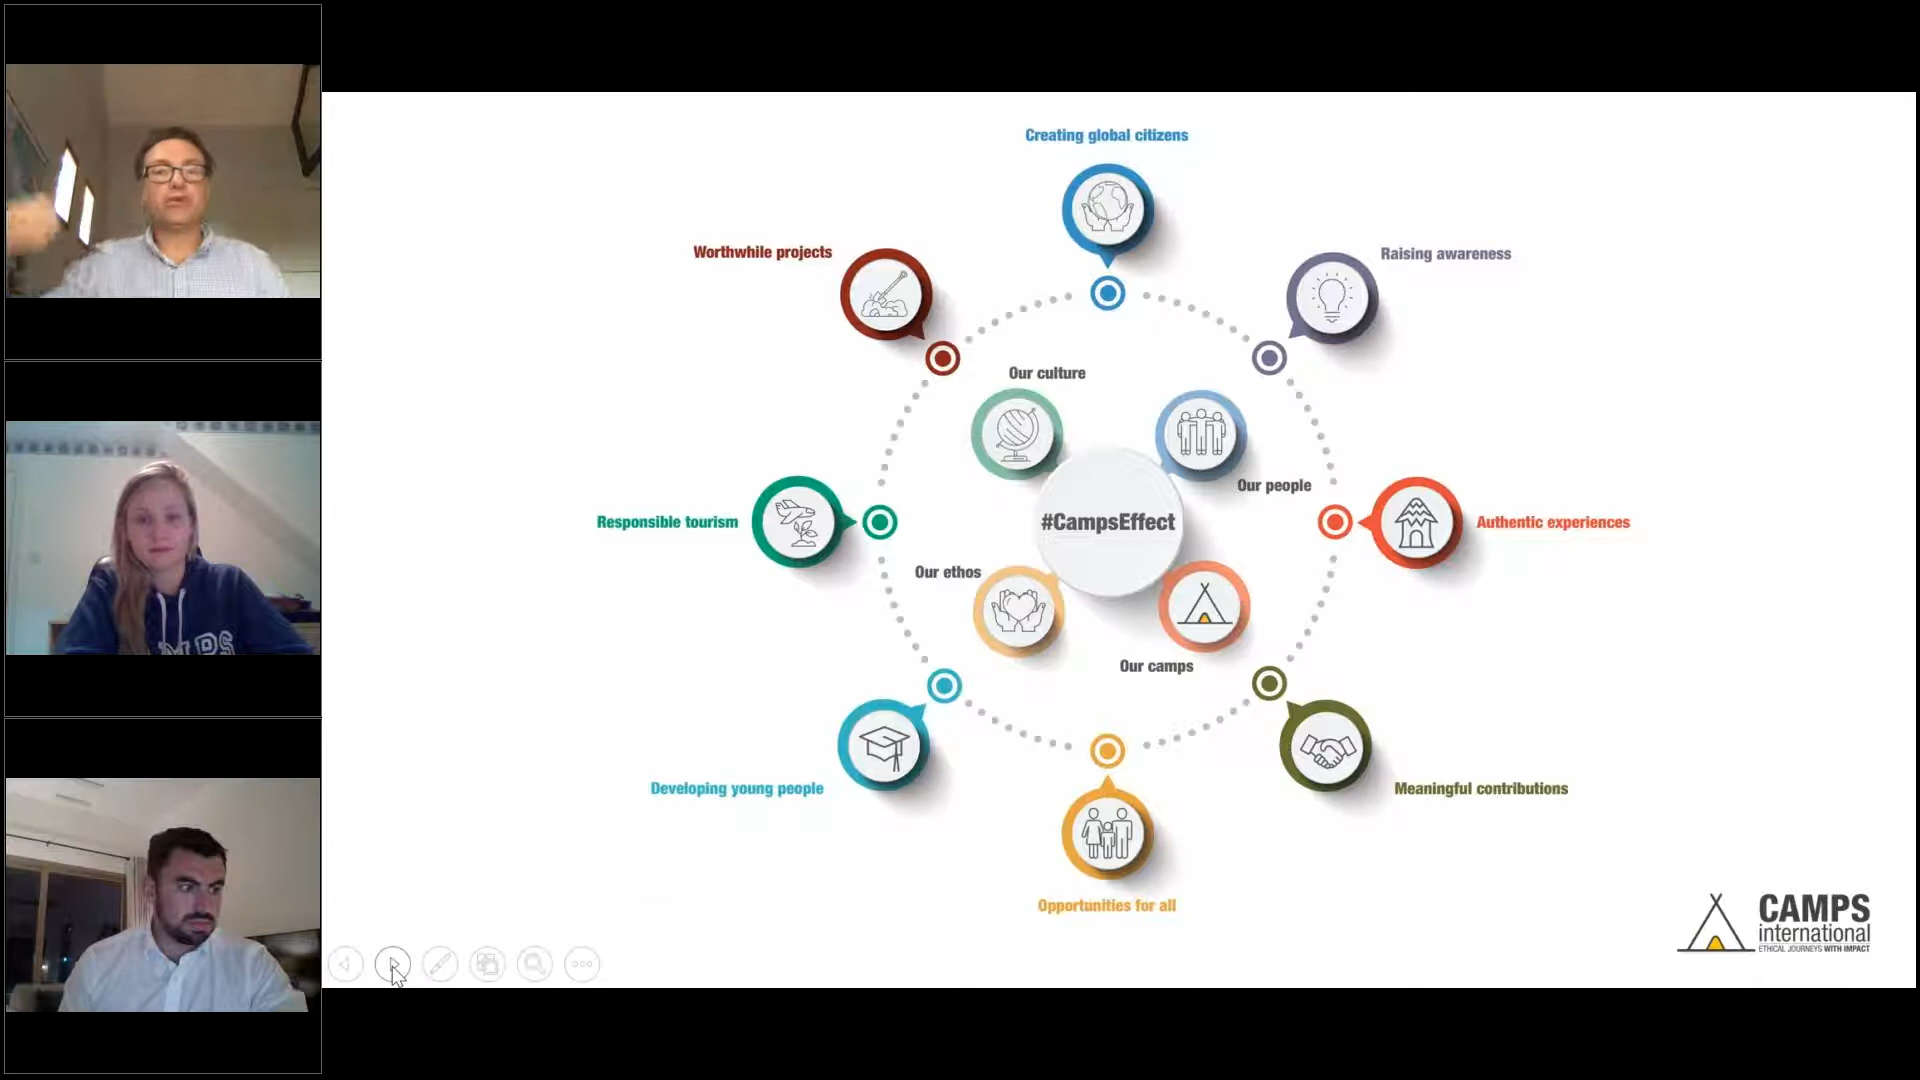 Creating global citizens
Worthwhile projects
Raising awareness
Our culture
Our people
Responsible tourism
#CampsEffect
Authentic experiences
Our ethos
Our camps
Developing young people
Meaningful contributions
Opportunities for all
CAMPS
international
ETHICAL JOURNEYS WITH IMPACT